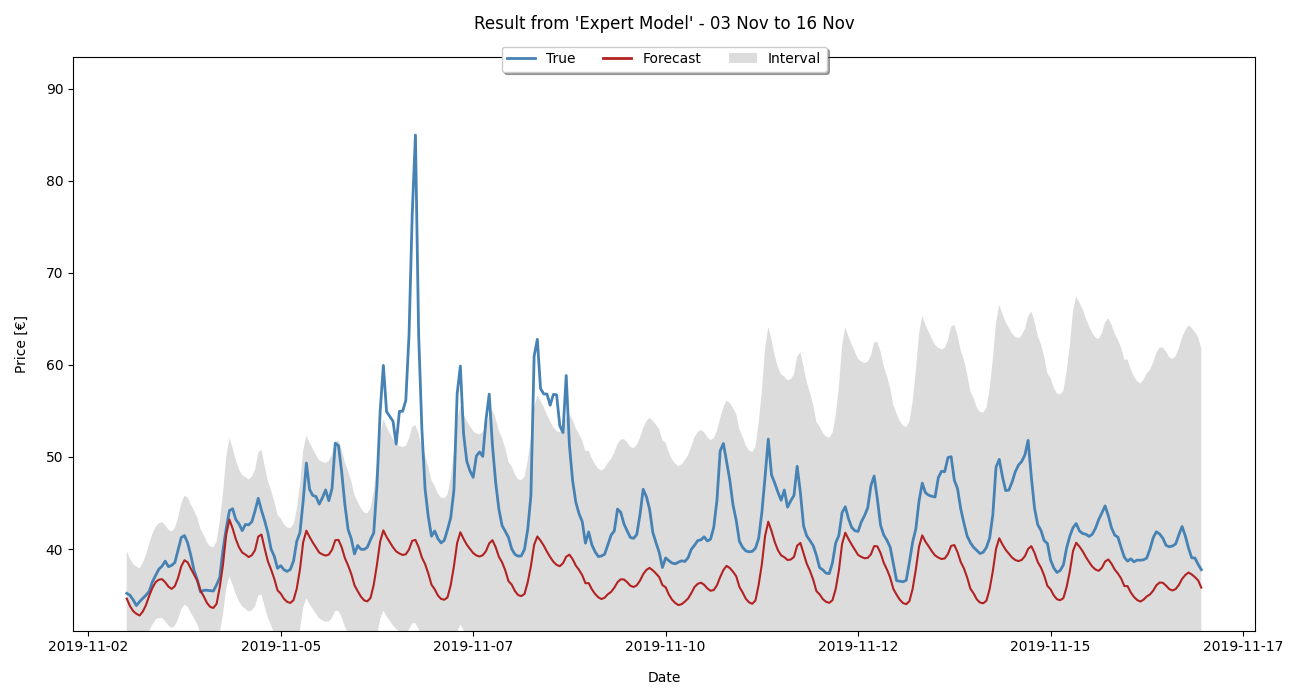 Result from 'Expert Model' - 03 Nov to 16 Nov
True Forecast Interval
90
80
70
60
50
40
Price [€]
2019-11-02 2019-11-05 2019-11-07 2019-11-10 2019-11-12 2019-11-15 2019-11-17
Date